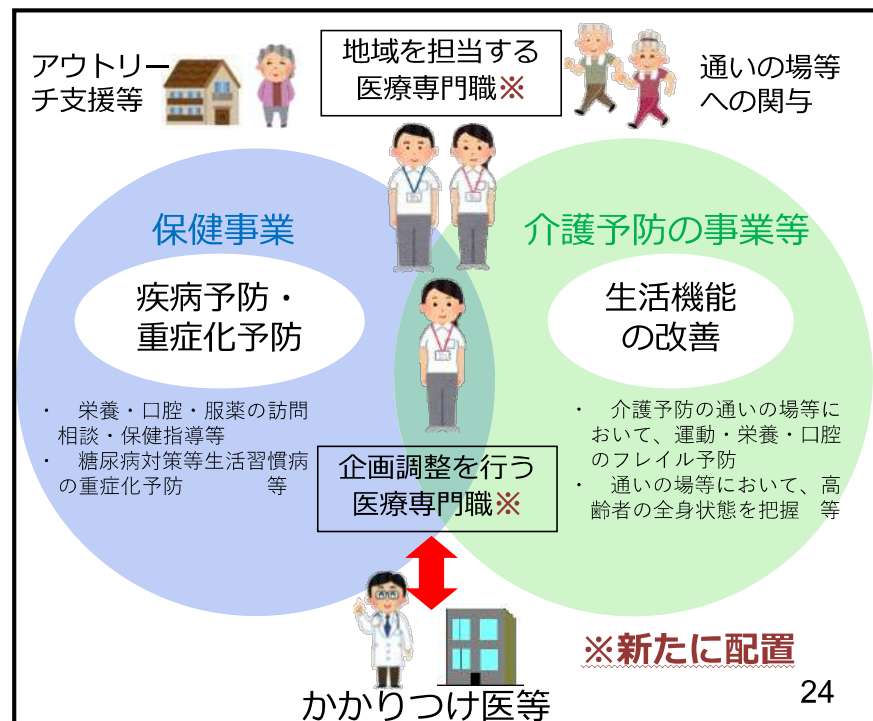 アウトリー
チ支援等
地域を担当する
医療専門職※
通いの場等
への関与
保健事業
疾病予防・
重症化予防
・ 栄養・口腔・服薬の訪問
相談・保健指導等
・ 糖尿病対策等生活習慣病
の重症化予防 等
介護予防の事業等
生活機能
の改善
・ 介護予防の通いの場等に
おいて、運動・栄養・口腔
のフレイル予防
・ 通いの場等において、高
齢者の全身状態を把握 等
企画調整を行う
医療専門職※
かかりつけ医等
※新たに配置
24